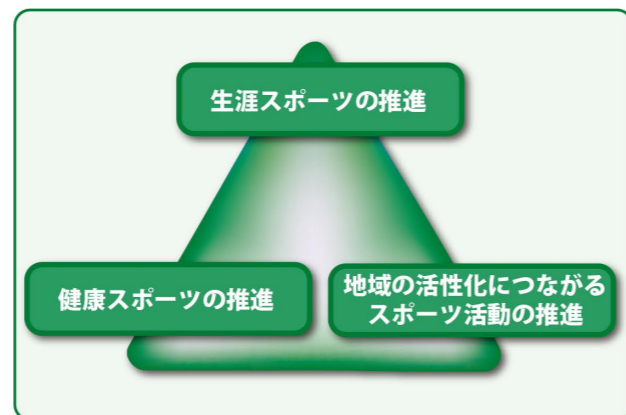 生涯スポーツの推進
健康スポーツの推進
地域の活性化につながる
スポーツ活動の推進